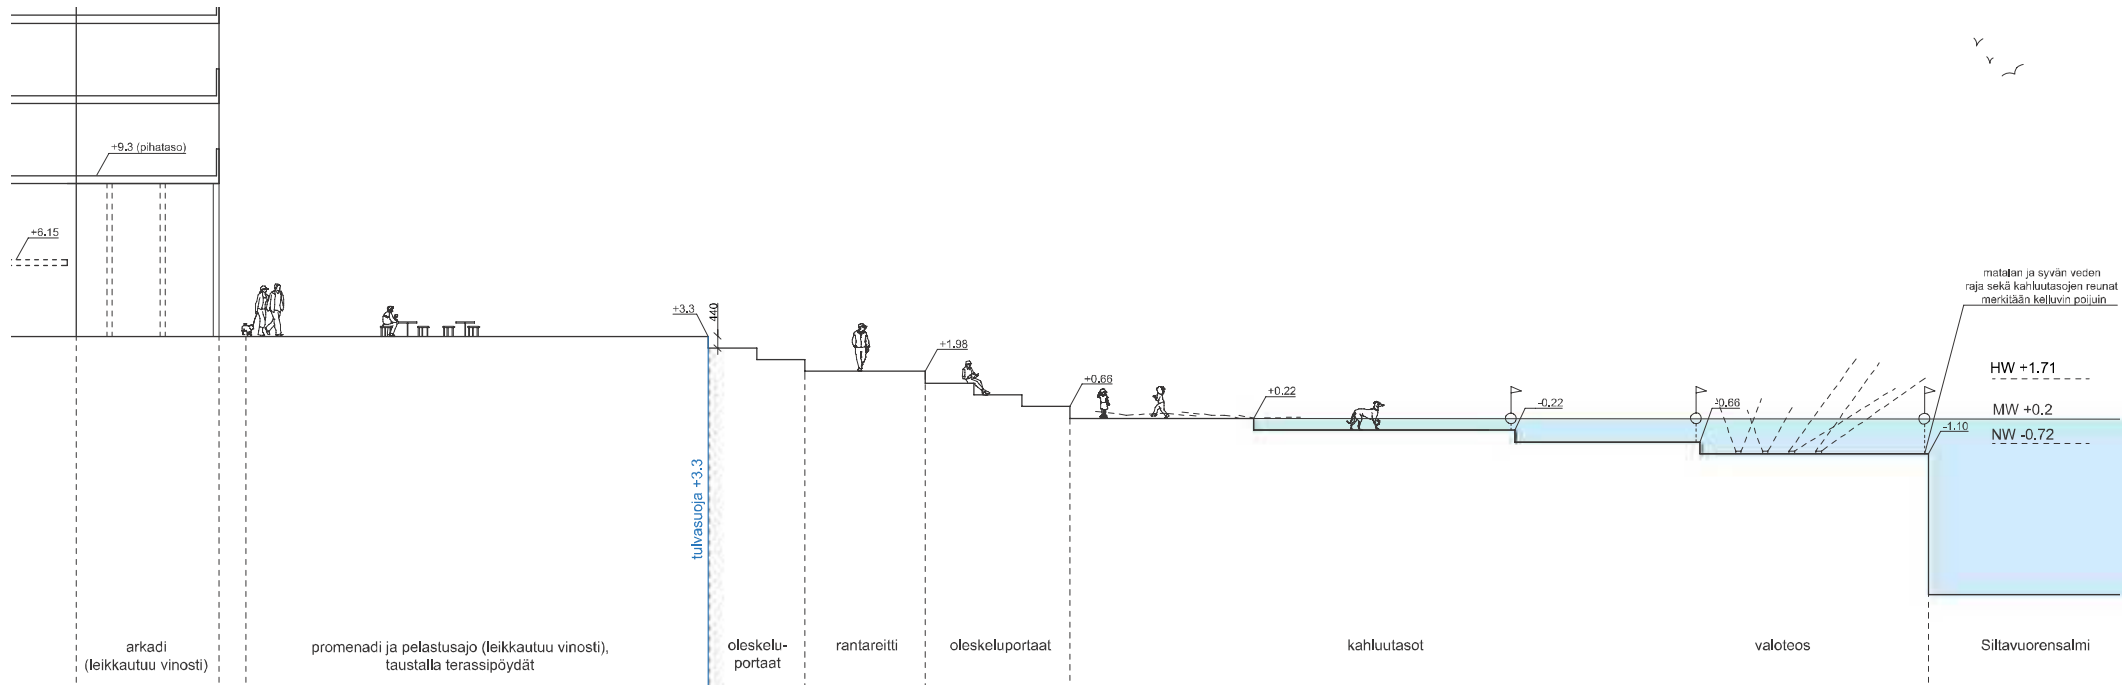 +9.3 (pihataso)
+6.15
+3.3
440
+1.98
+0.66
+0.22
-0.22
-0.66
-1.10
matalan ja syvän veden
raja sekä kahluutasojen reunat
merkitään kelluvin poijuin
HW +1.71
MW +0.2
NW -0.72
tulvasuoja +3.3
arkadi
(leikkautuu vinosti)
promenadi ja pelastusajo (leikkautuu vinosti),
taustalla terassipöydät
oleskelu-
portaat
rantareitti
oleskeluportaat
kahluutasot
valoteos
Siltavuorensalmi